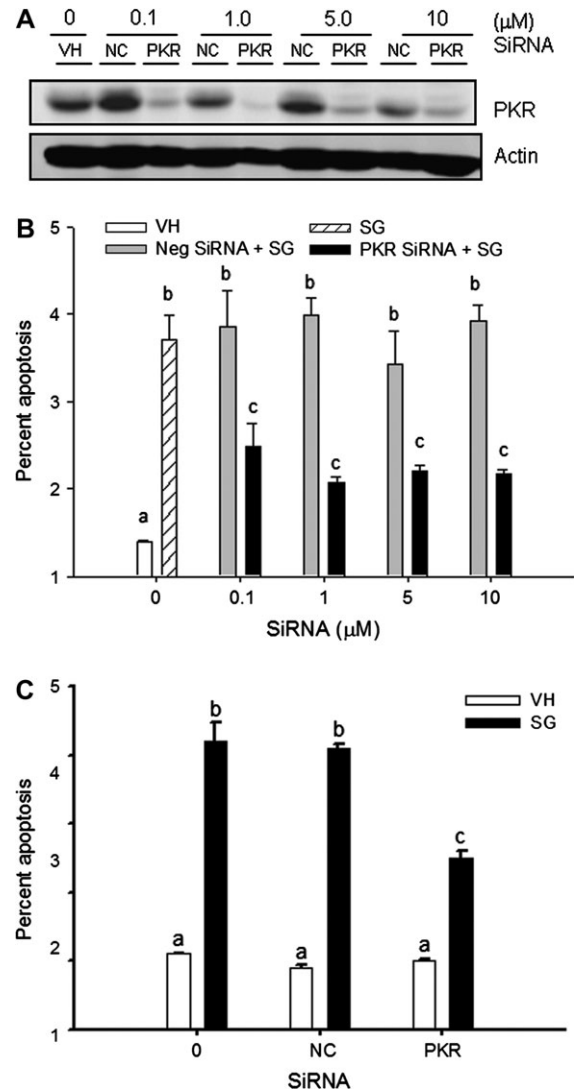 A 0 0.1 1.0 5.0 10 (µM)
VH NC PKR NC PKR NC PKR NC PKR SiRNA
PKR
Actin
B
VH SG
Neg SiRNA + SG PKR SiRNA + SG
5
4
3
2
1
Percent apoptosis
a b b c b c b c b c
0 0.1 1 5 10
SiRNA (µM)
C
VH
SG
5
4
3
2
1
Percent apoptosis
a b a b a c
0 NC PKR
SiRNA